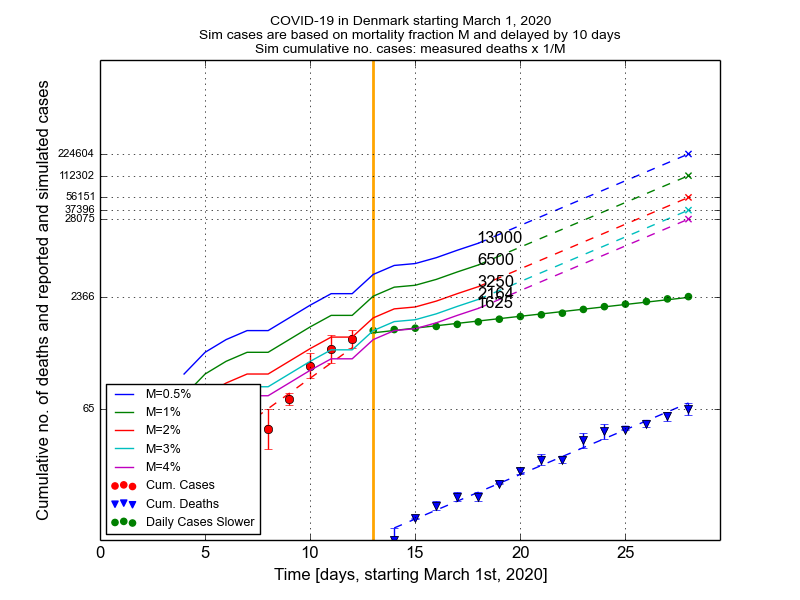 COVID-19 in Denmark starting March 1, 2020
Sim cases are based on mortality fraction M and delayed by 10 days
Sim cumulative no. cases: measured deaths x 1/M
Cumulative no. of deaths and reported and simulated cases
224604
112302
56151
37396
28075
2366
65
13000
6500
3250
2164
1625
M=0.5%
M=1%
M=2%
M=3%
M=4%
Cum. Cases
Cum. Deaths
Daily Cases Slower
0 5 10 15 20 25
Time [days, starting March 1st, 2020]